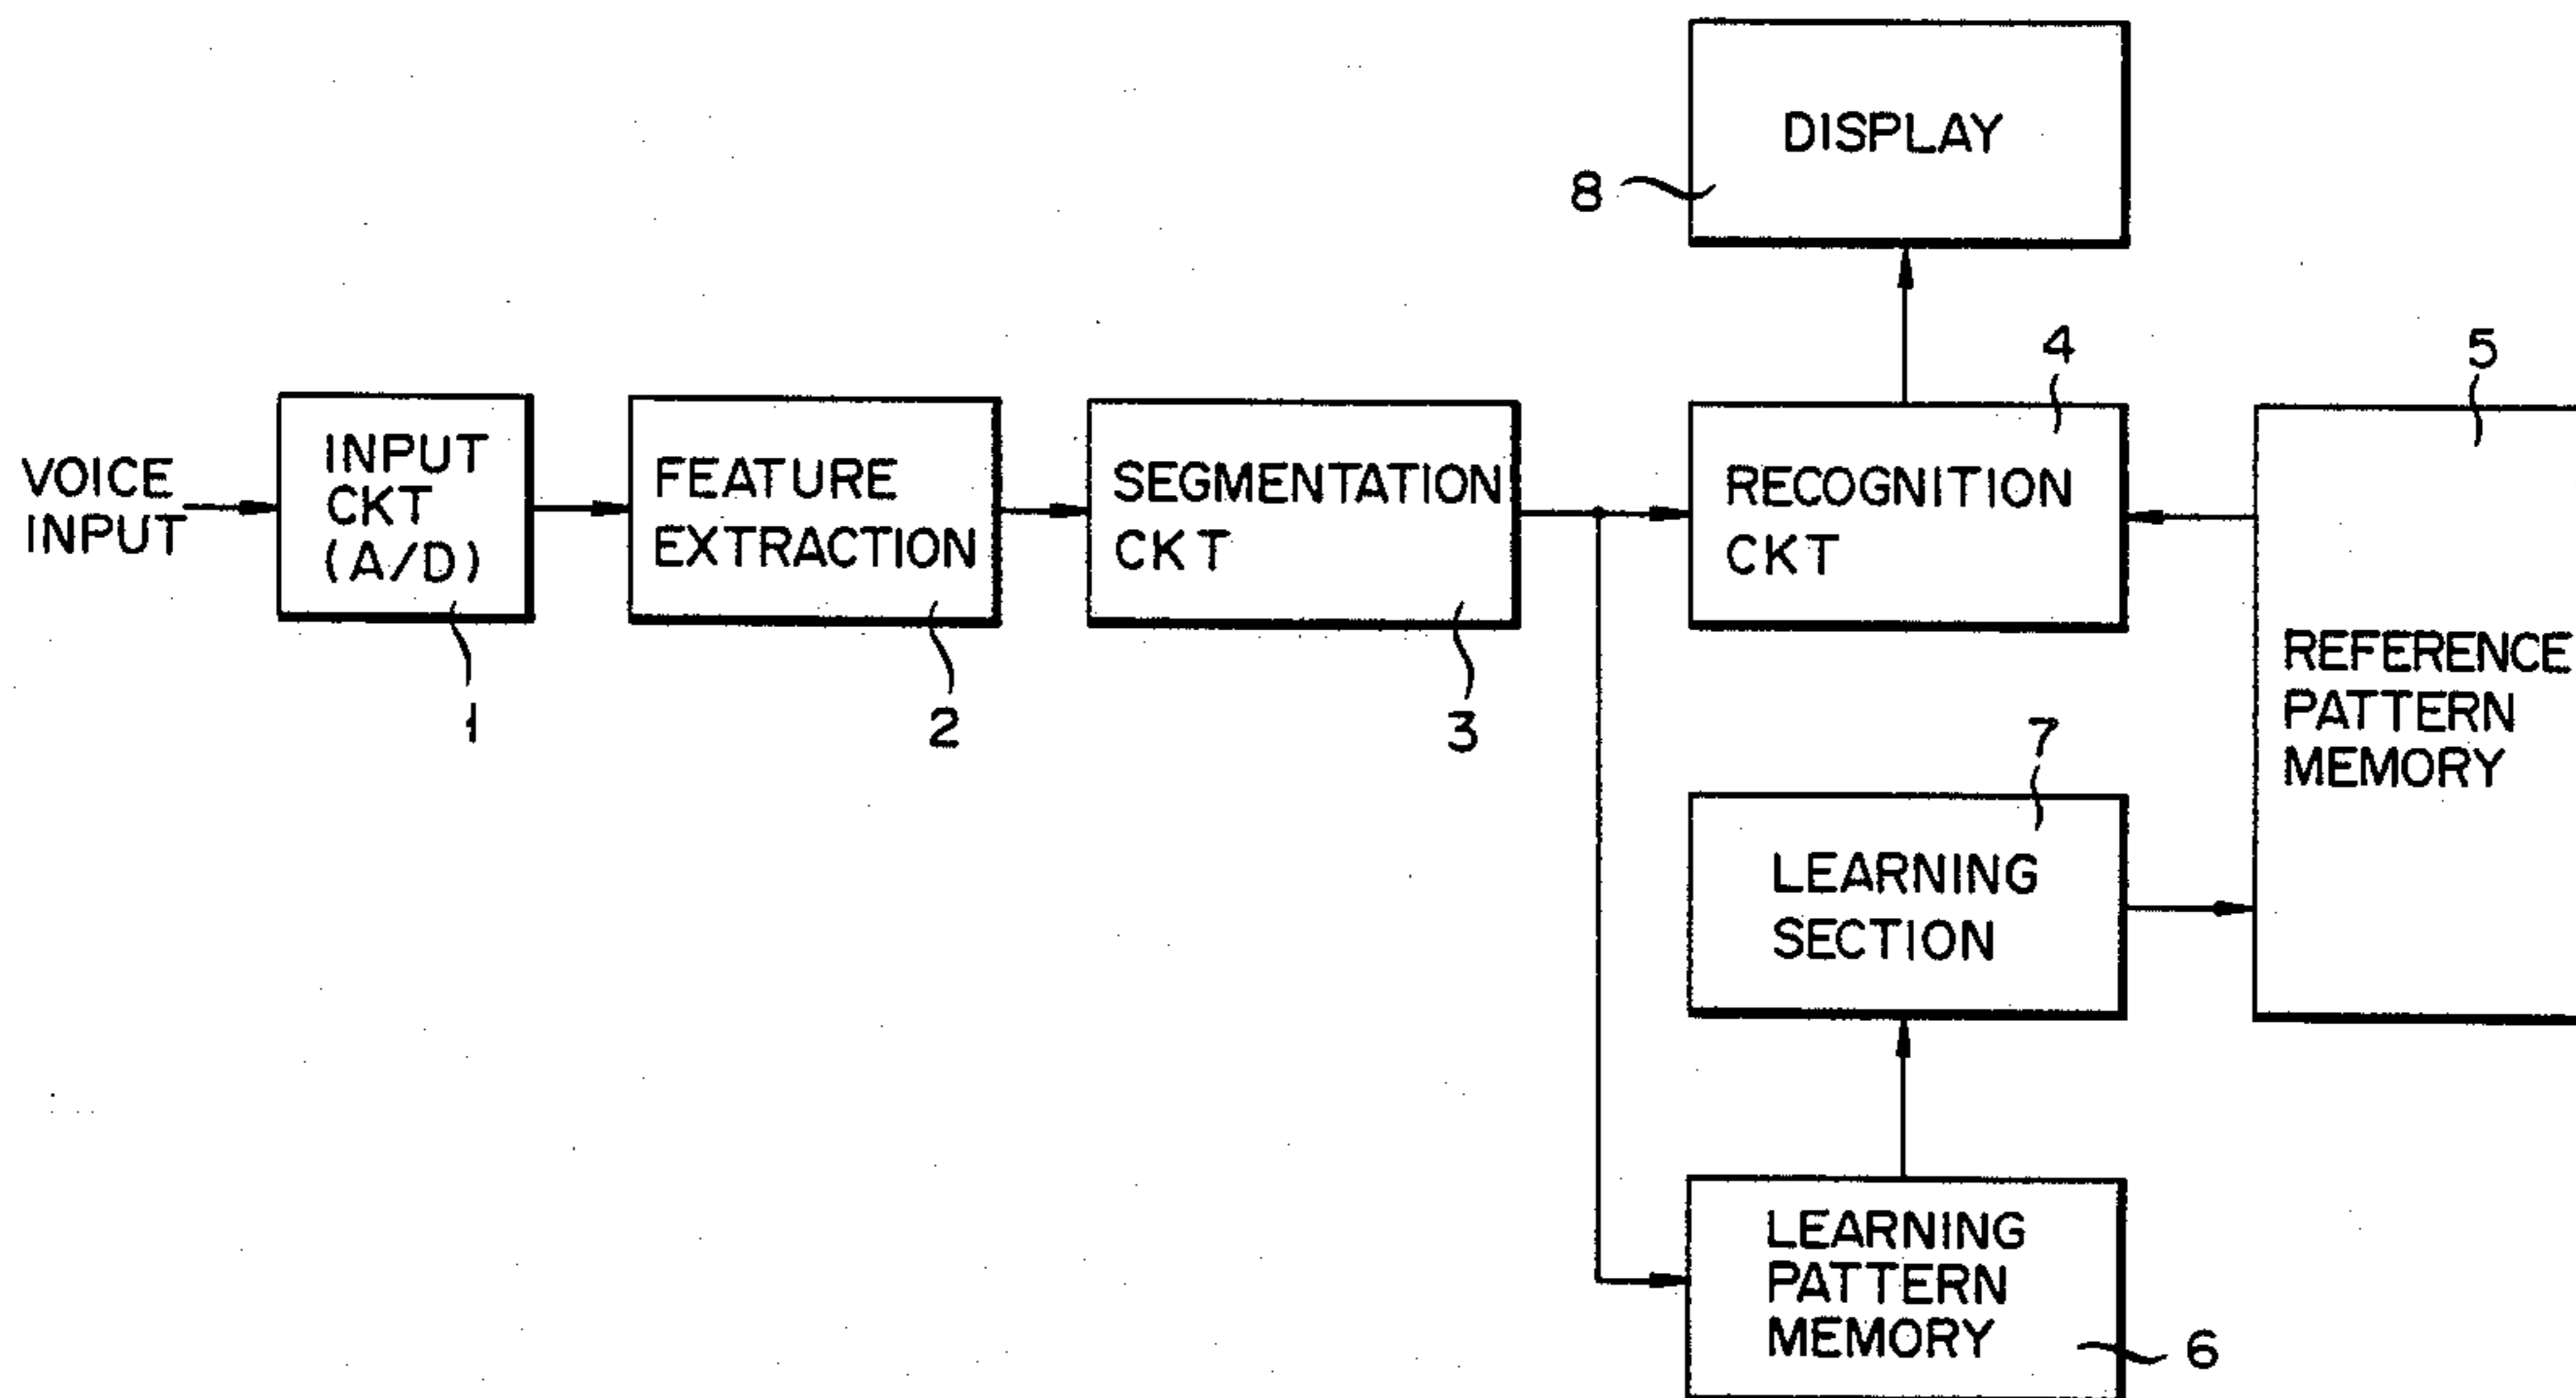 DISPLAY
8
VOICE
INPUT
INPUT
CKT
(A/D)
1
FEATURE
EXTRACTION
2
SEGMENTATION
CKT
3
RECOGNITION
CKT
4
5
REFERENCE
PATTERN
MEMORY
7
LEARNING
SECTION
LEARNING
PATTERN
MEMORY
6